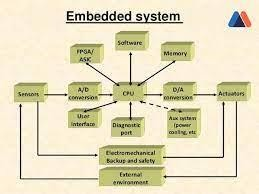 Embedded system
Software
FPGA/
ASIC
Memory
Sensors
A/D
conversion
CPU
D/A
conversion
Actuators
User
Interface
Diagnostic
port
Aux system
(power
cooling, etc
Electromechanical
Backup and safety
External
environment